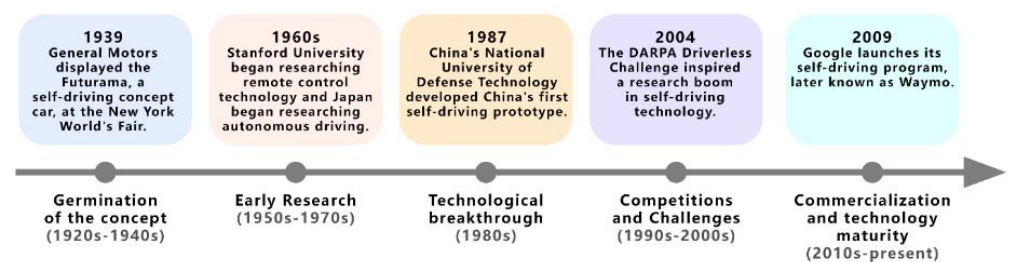 1939
General Motors
displayed the
Futurama, a
self-driving concept
car, at the New York
World's Fair.
1960s
Stanford University
began researching
remote control
technology and Japan
began researching
autonomous driving.
1987
China's National
University of
Defense Technology
developed China's first
self-driving prototype.
2004
The DARPA Driverless
Challenge inspired
a research boom
in self-driving
technology.
2009
Google launches its
self-driving program,
later known as Waymo.
Germination
of the concept
(1920s-1940s)
Early Research
(1950s-1970s)
Technological
breakthrough
(1980s)
Competitions
and Challenges
(1990s-2000s)
Commercialization
and technology
maturity
(2010s-present)